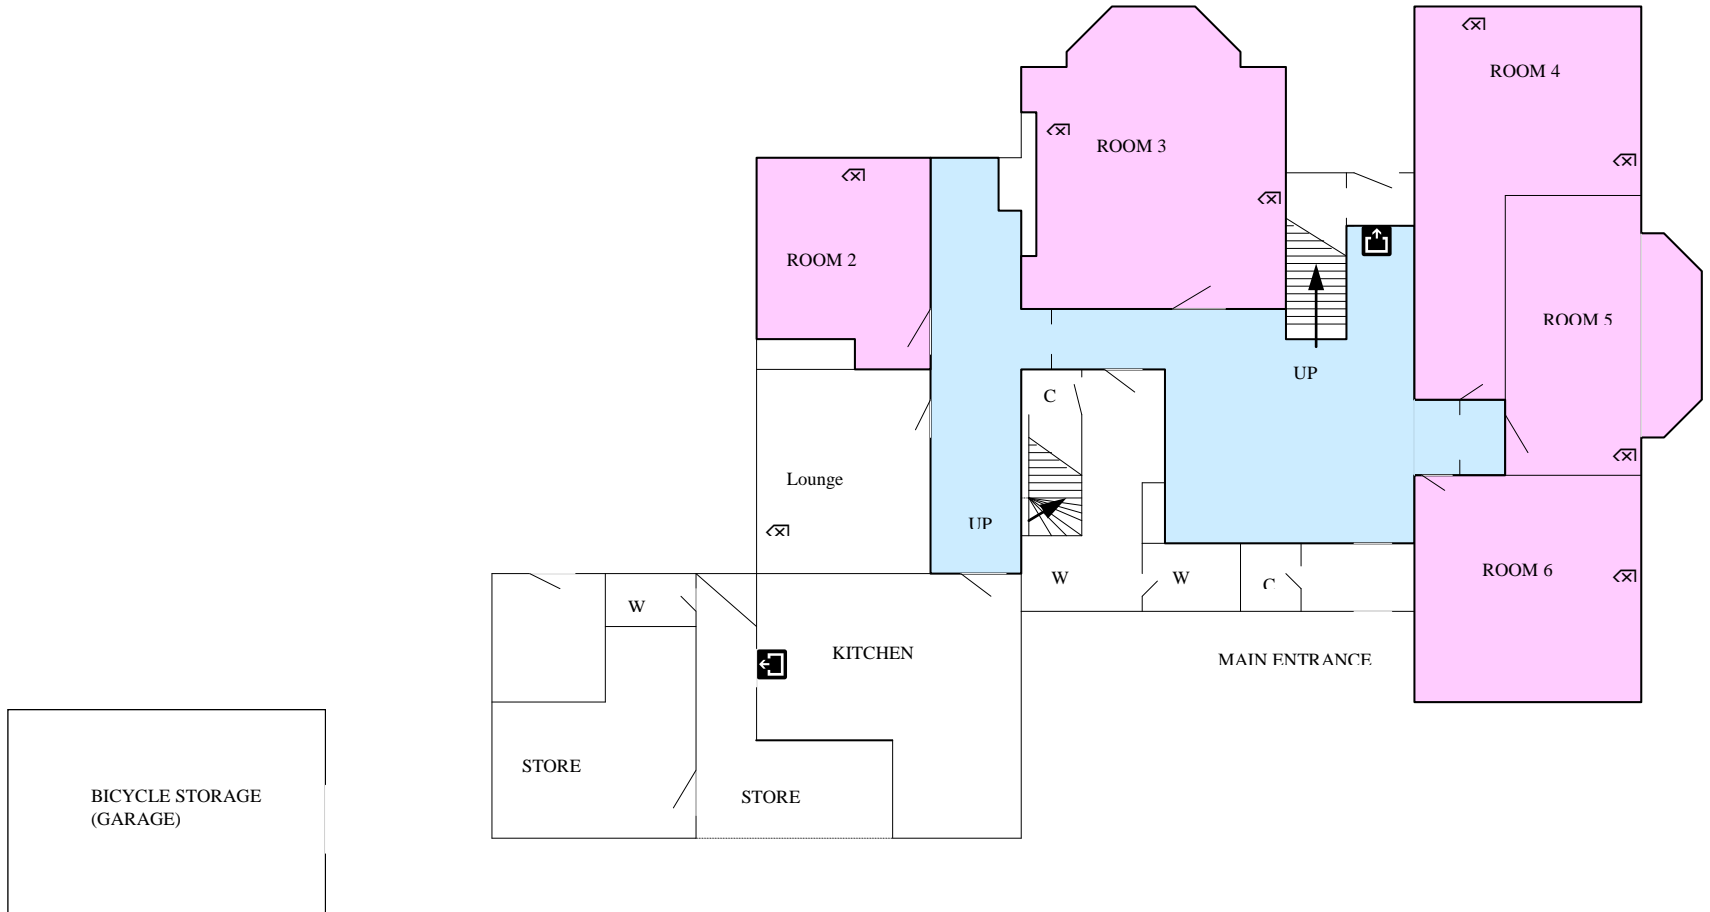 ROOM 4
ROOM 3
ROOM 2
ROOM 5
UP
C
Lounge
UP
ROOM 6
W
W
C
W
KITCHEN
MAIN ENTRANCE
STORE
STORE
BICYCLE STORAGE
(GARAGE)